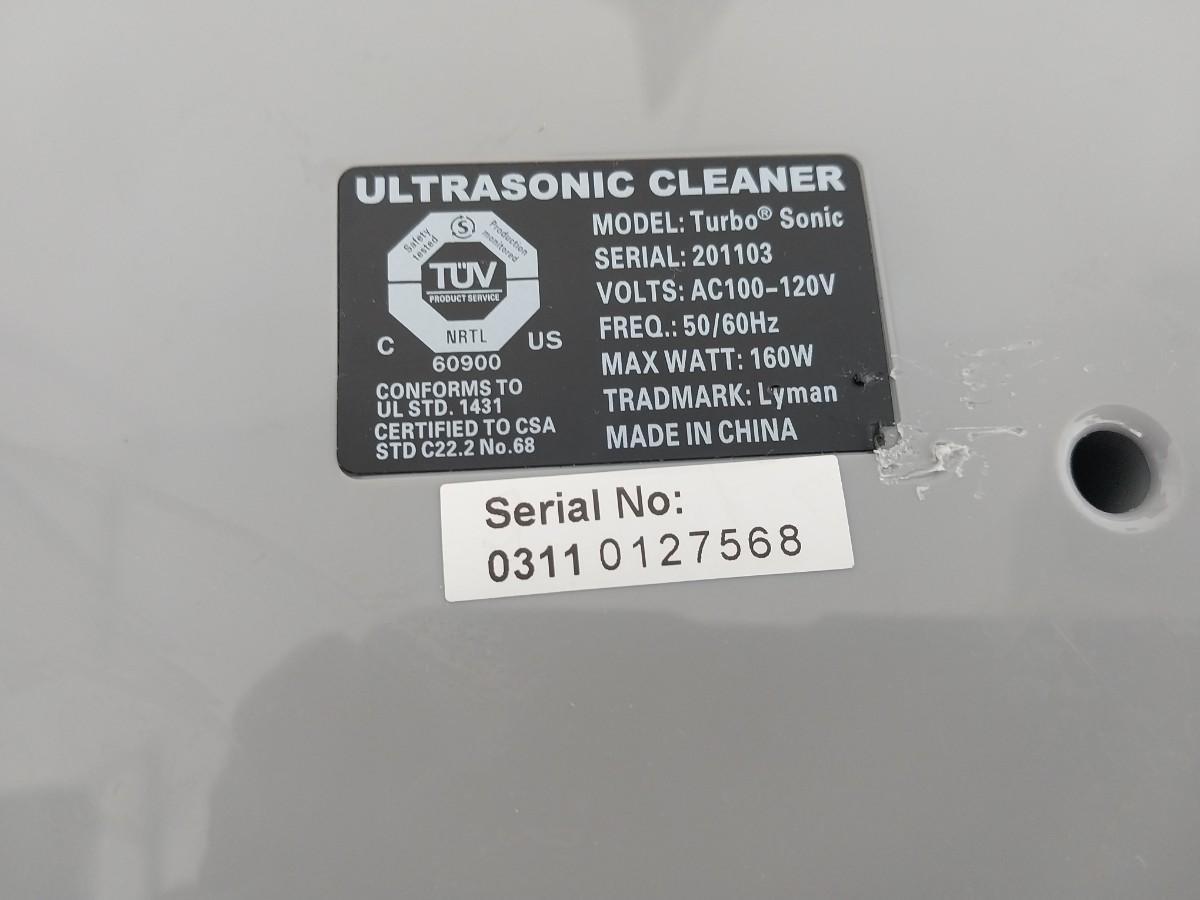 ULTRASONIC CLEANER
Safety tested
S
Production monitored
TÜV
PRODUCT SERVICE
NRTL
C US
60900
CONFORMS TO
UL STD. 1431
CERTIFIED TO CSA
STD C22.2 No.68
MODEL: Turbo® Sonic
SERIAL: 201103
VOLTS: AC100-120V
FREQ.: 50/60Hz
MAX WATT: 160W
TRADMARK: Lyman
MADE IN CHINA
Serial No:
0311 0127568